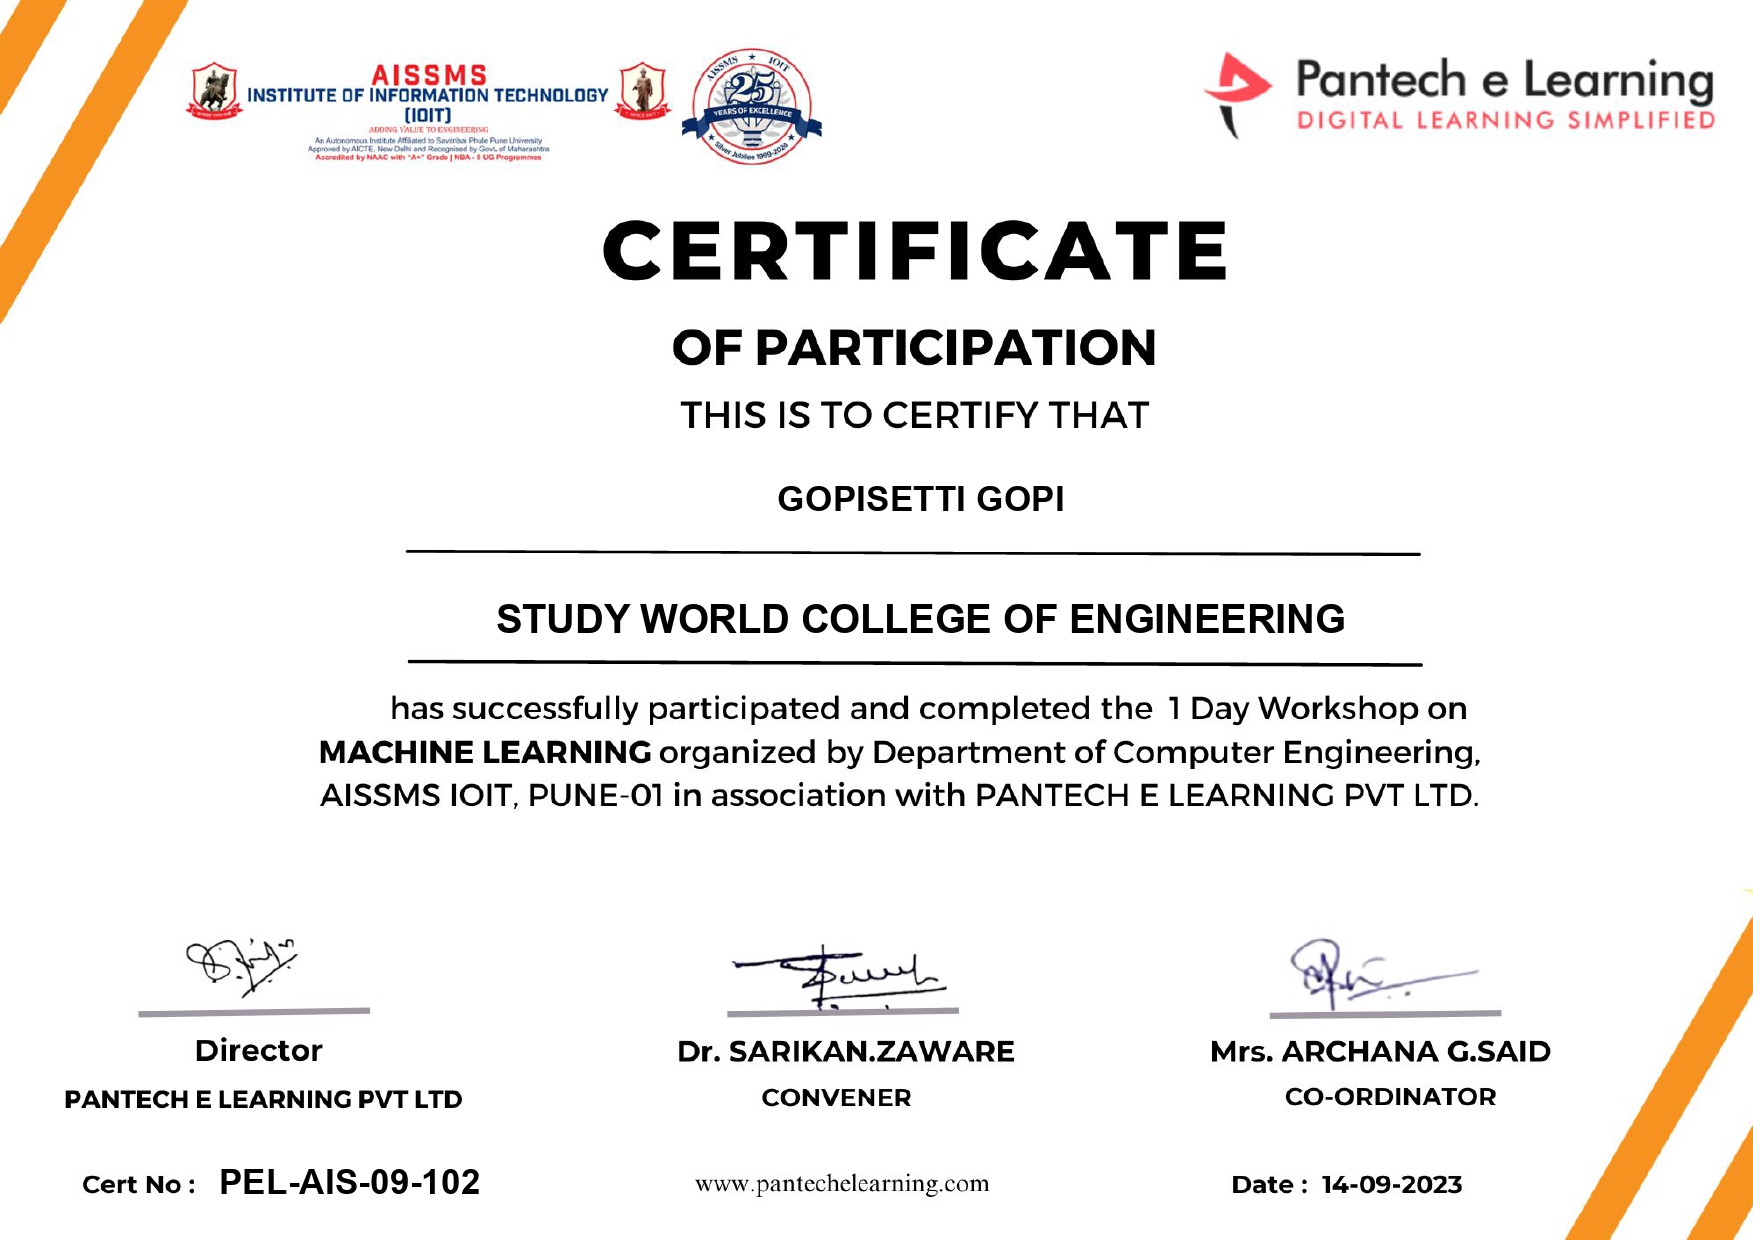 AISSMS
INSTITUTE OF INFORMATION TECHNOLOGY
(IOIT)
ADDING VALUE TO ENGINEERING
An Autonomous Institute Affiliated to Savitribai Phule Pune University
Approved by AICTE, New Delhi and Recognised by Govt. of Maharashtra
Accredited by NAAC with "A+" Grade | NBA - 5 UG Programmes
AISSMS IOIT
25
YEARS OF EXCELLENCE
Silver Jubilee 1999-2024
Pantech e Learning
DIGITAL LEARNING SIMPLIFIED
CERTIFICATE
OF PARTICIPATION
THIS IS TO CERTIFY THAT
GOPISETTI GOPI
STUDY WORLD COLLEGE OF ENGINEERING
has successfully participated and completed the 1 Day Workshop on
MACHINE LEARNING organized by Department of Computer Engineering,
AISSMS IOIT, PUNE-01 in association with PANTECH E LEARNING PVT LTD.
Director
PANTECH E LEARNING PVT LTD
Dr. SARIKAN.ZAWARE
CONVENER
Mrs. ARCHANA G.SAID
CO-ORDINATOR
Cert No : PEL-AIS-09-102
www.pantechelearning.com
Date : 14-09-2023